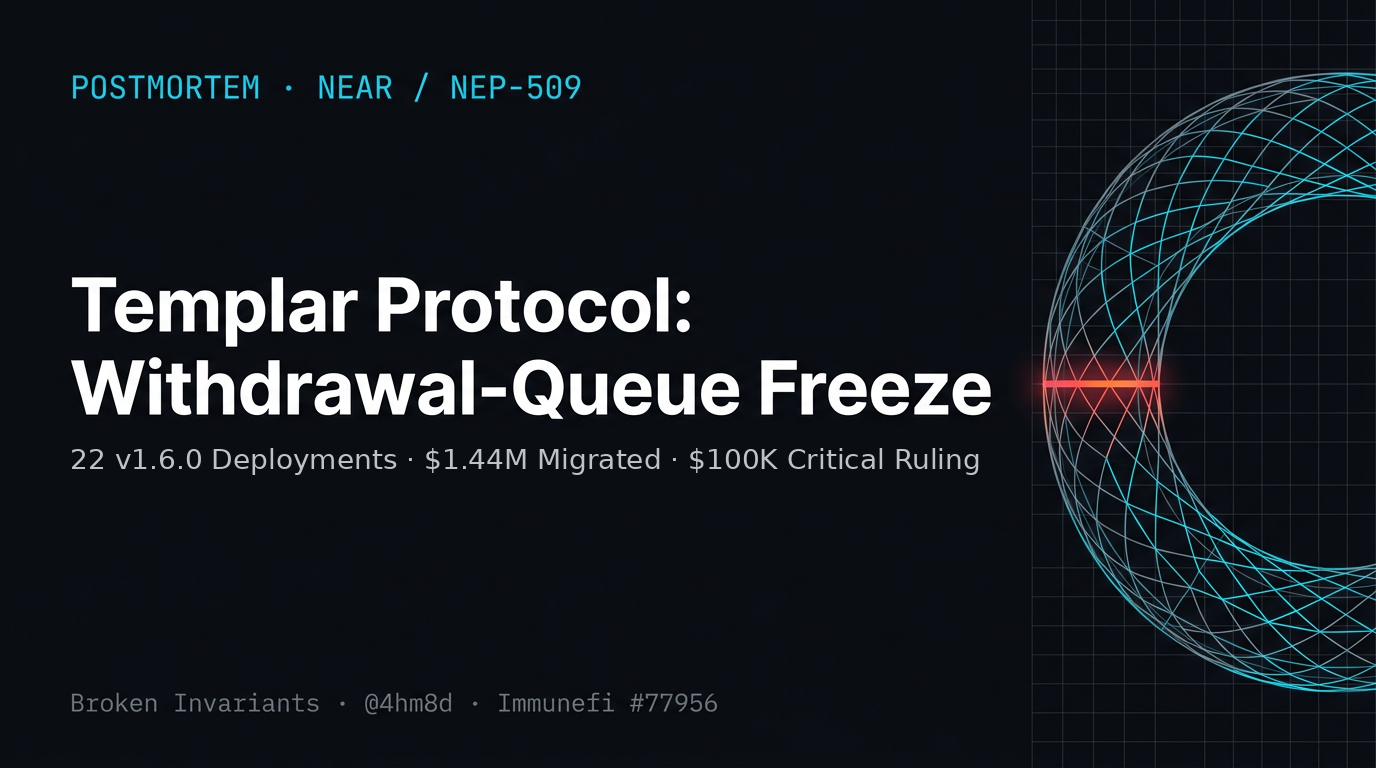 POSTMORTEM · NEAR / NEP-509
Templar Protocol:
Withdrawal-Queue Freeze
22 v1.6.0 Deployments · $1.44M Migrated · $100K Critical Ruling
Broken Invariants · @4hm8d · Immunefi #77956